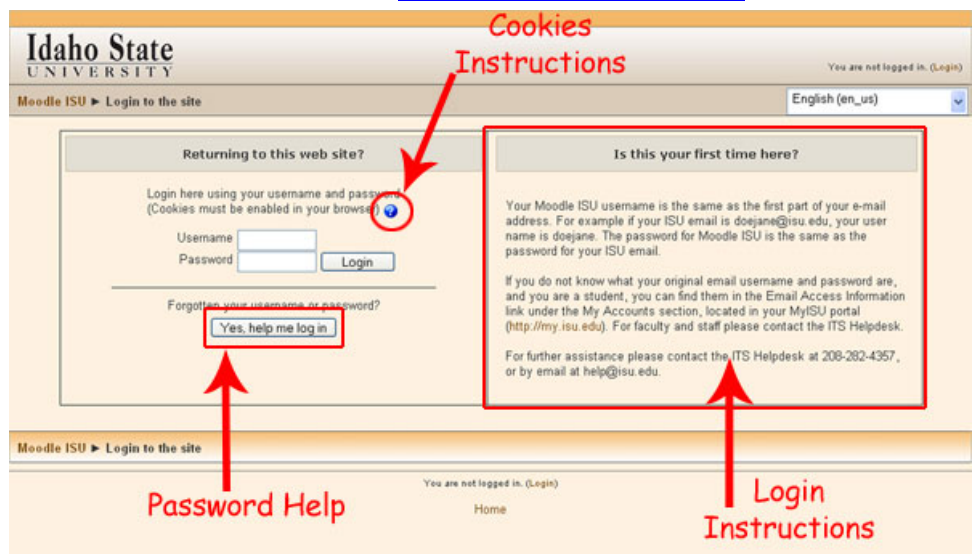 Cookies
Instructions
Idaho State
UNIVERSITY
You are not logged in. (Login)
Moodle ISU ► Login to the site
English (en_us)
Returning to this web site?
Login here using your username and password
(Cookies must be enabled in your browser)
Username
Password
Login
Forgotten your username or password?
Yes, help me log in
Is this your first time here?
Your Moodle ISU username is the same as the first part of your e-mail
address. For example if your ISU email is doejane@isu.edu, your user
name is doejane. The password for Moodle ISU is the same as the
password for your ISU email.
If you do not know what your original email username and password are,
and you are a student, you can find them in the Email Access Information
link under the My Accounts section, located in your MyISU portal
(http://my.isu.edu). For faculty and staff please contact the ITS Helpdesk.
For further assistance please contact the ITS Helpdesk at 208-282-4357,
or by email at help@isu.edu.
Moodle ISU ► Login to the site
You are not logged in. (Login)
Home
Password Help
Login
Instructions